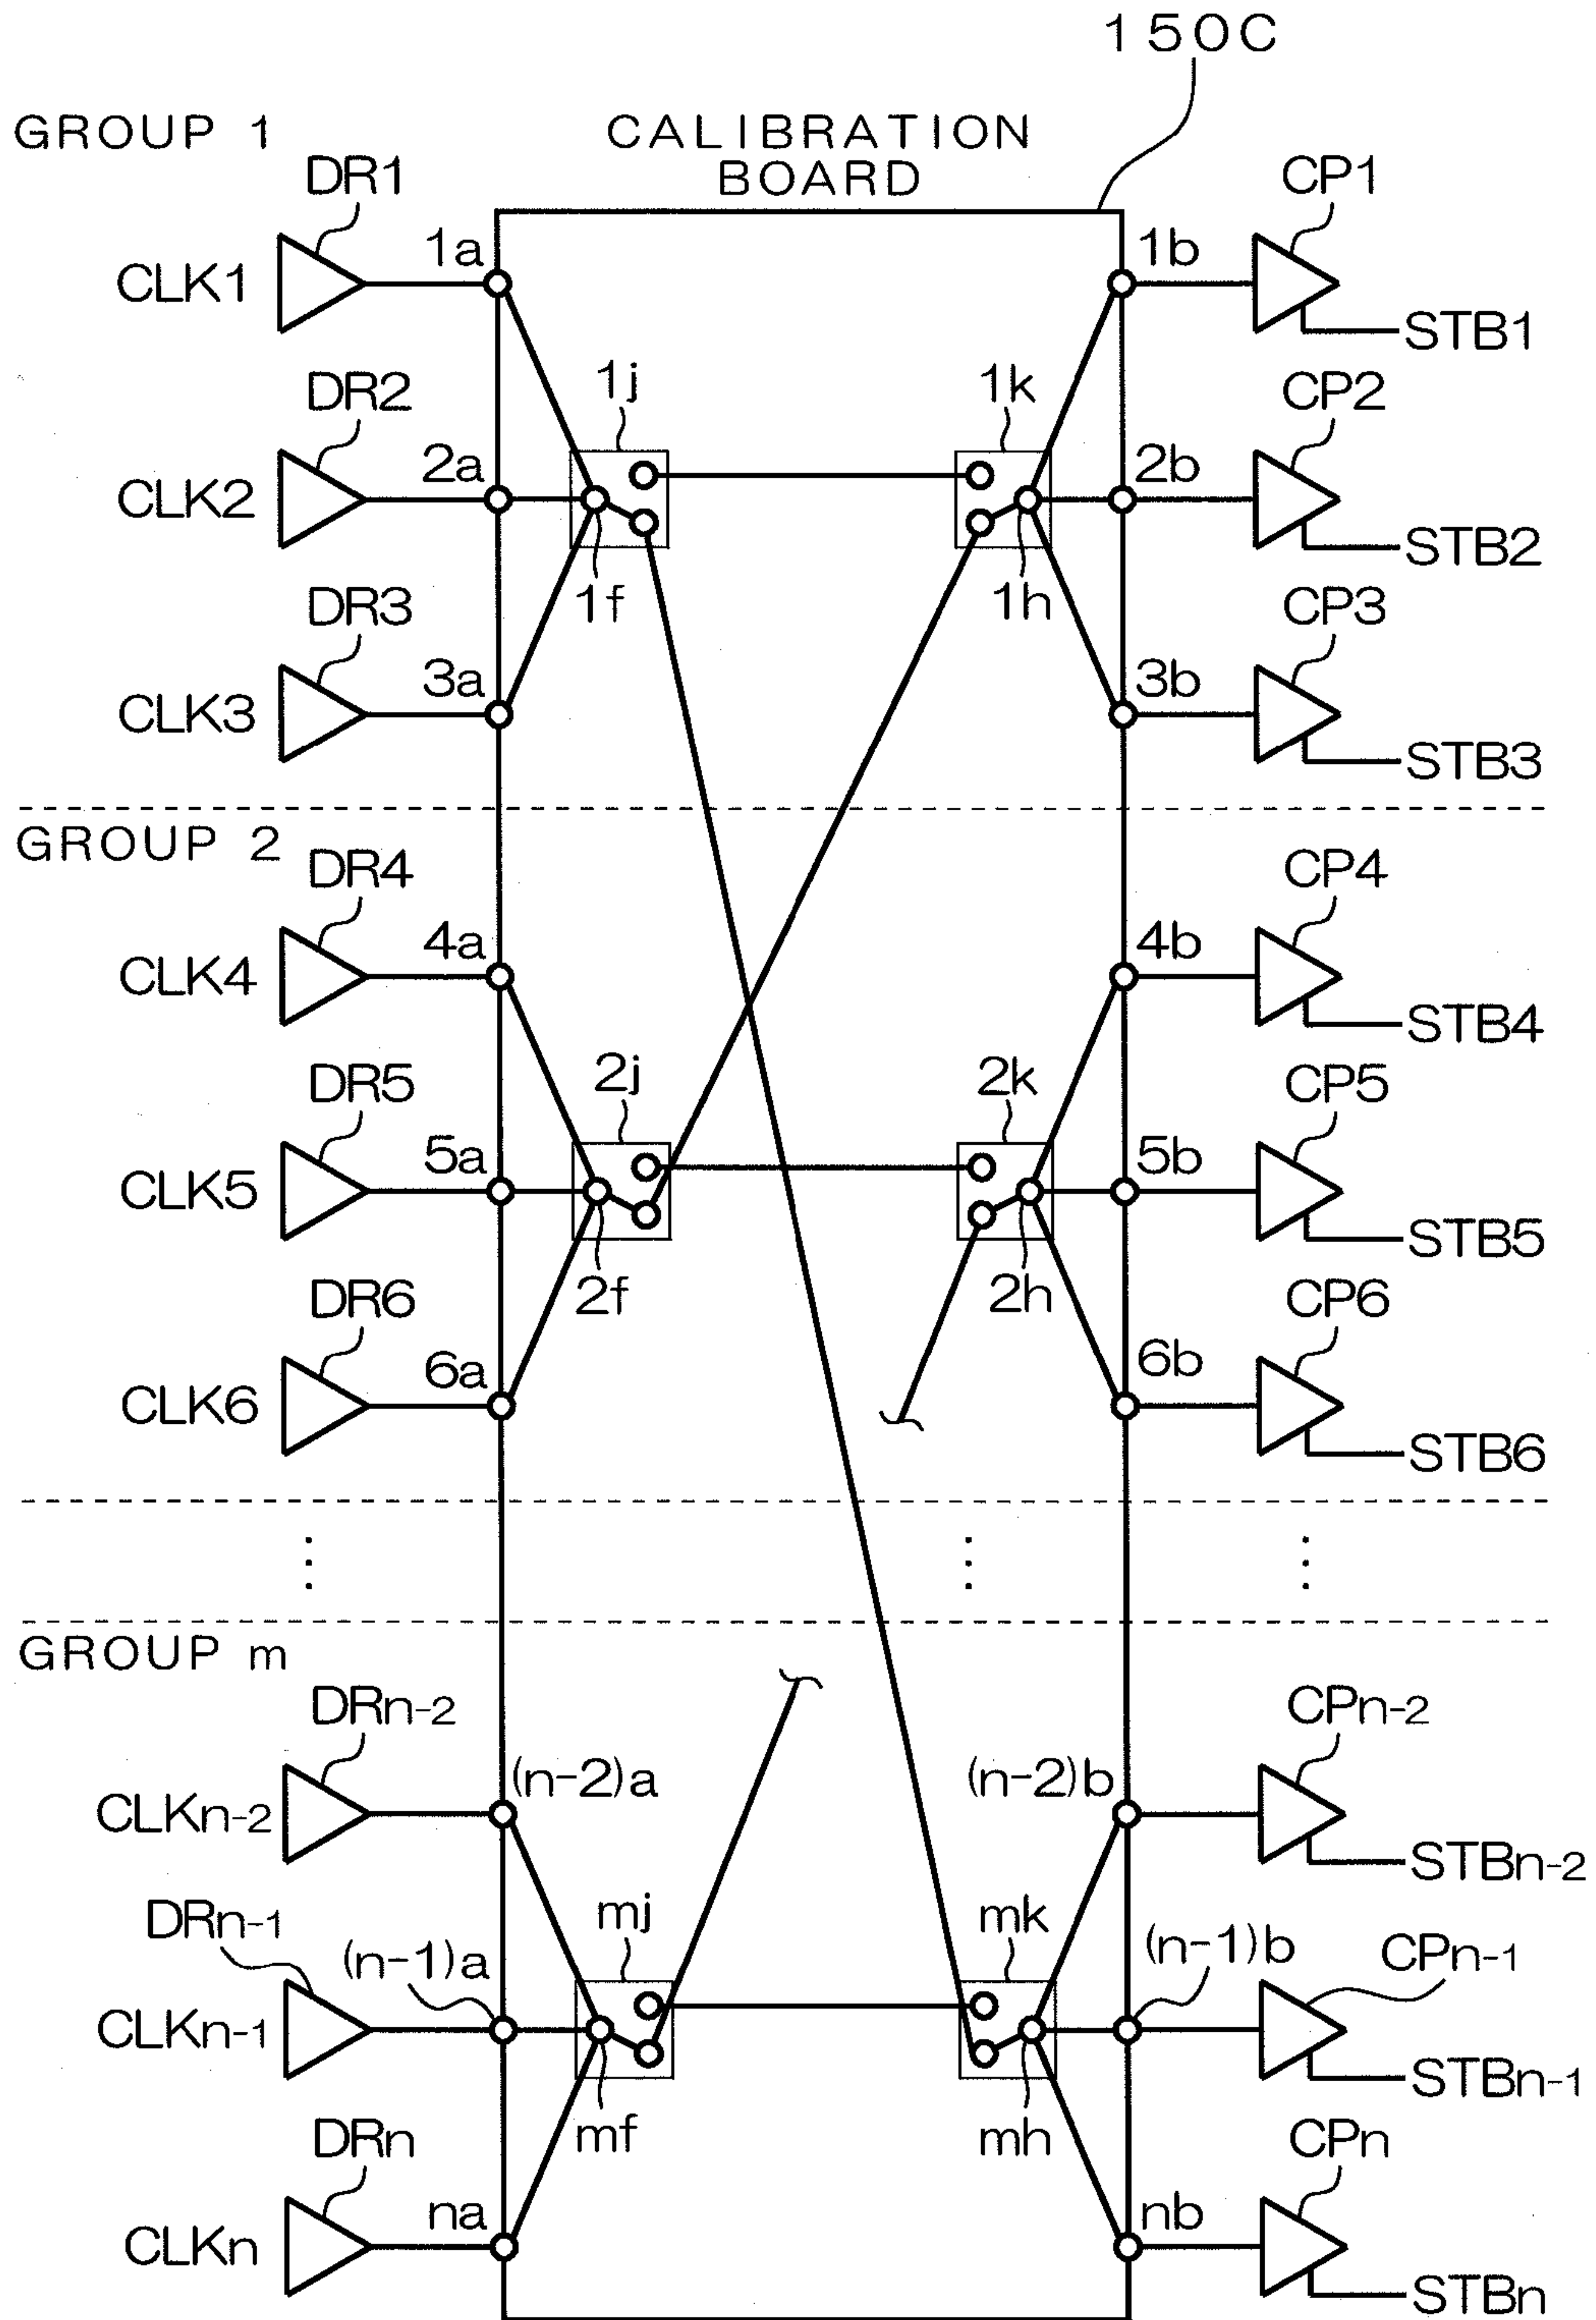 150C
GROUP 1
CALIBRATION
BOARD
DR1
CP1
1a
1b
CLK1
STB1
DR2
1j
1k
CP2
2a
2b
CLK2
STB2
DR3
1f
1h
CP3
3a
3b
CLK3
STB3
GROUP 2
DR4
CP4
4a
4b
CLK4
STB4
DR5
2j
2k
CP5
5a
5b
CLK5
STB5
DR6
2f
2h
CP6
6a
6b
CLK6
STB6
GROUP m
DRn-2
CPn-2
(n-2)a
(n-2)b
CLKn-2
STBn-2
DRn-1
mj
mk
(n-1)a
(n-1)b
CPn-1
CLKn-1
STBn-1
DRn
mf
mh
CPn
na
nb
CLKn
STBn